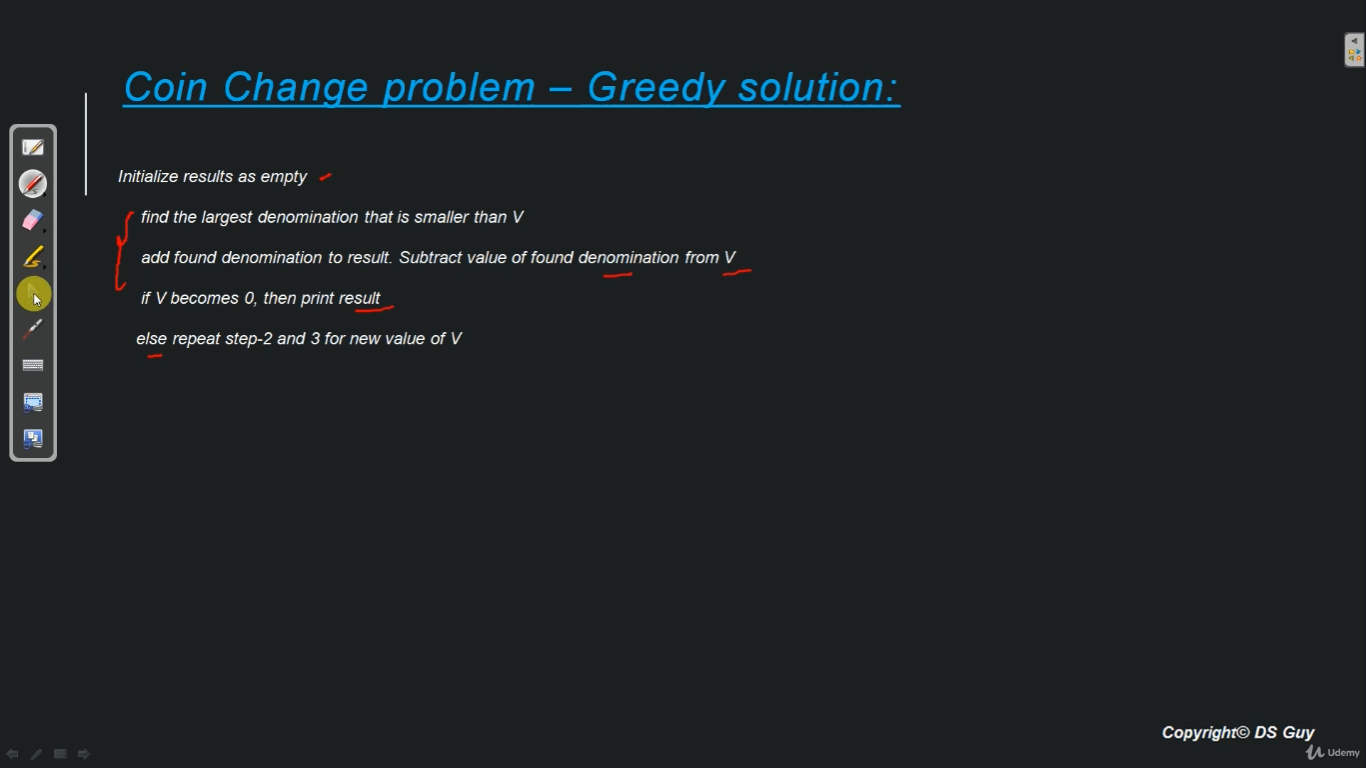 Coin Change problem – Greedy solution:
Initialize results as empty
find the largest denomination that is smaller than V
add found denomination to result. Subtract value of found denomination from V
if V becomes 0, then print result
else repeat step-2 and 3 for new value of V
Copyright© DS Guy
Udemy